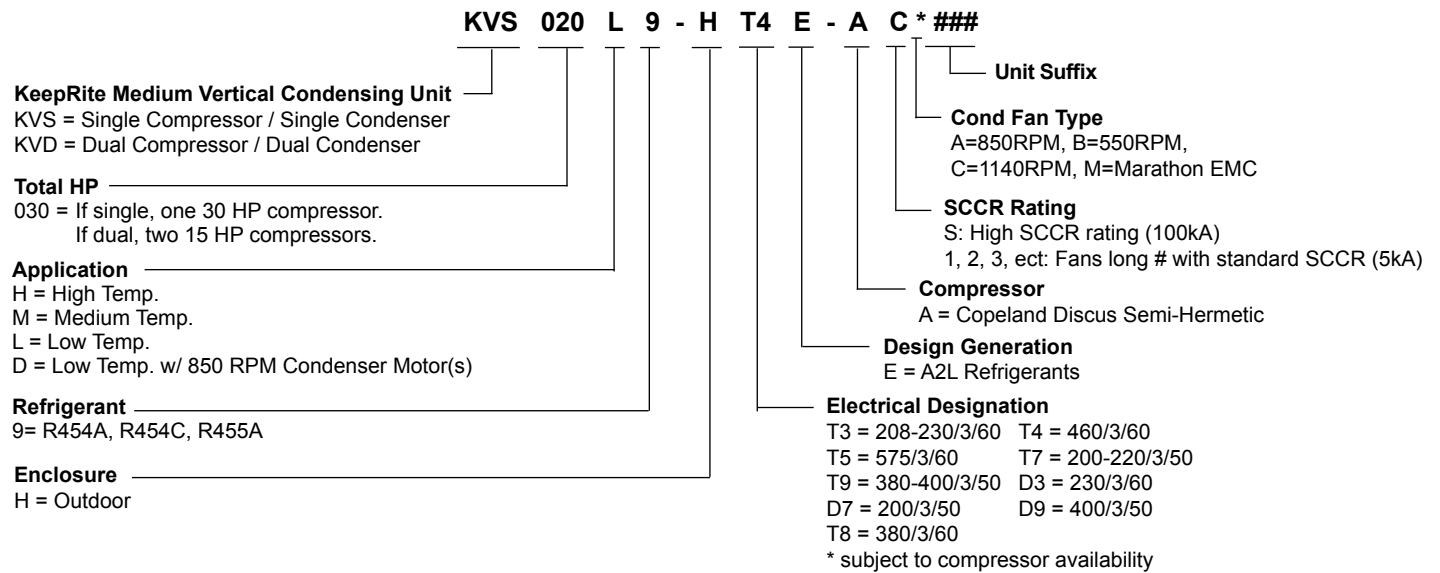 KVS 020 L 9 - H T4 E - A C * ###
Unit Suffix
KeepRite Medium Vertical Condensing Unit
KVS = Single Compressor / Single Condenser
KVD = Dual Compressor / Dual Condenser
Total HP
030 = If single, one 30 HP compressor.
If dual, two 15 HP compressors.
Application
H = High Temp.
M = Medium Temp.
L = Low Temp.
D = Low Temp. w/ 850 RPM Condenser Motor(s)
Refrigerant
9= R454A, R454C, R455A
Enclosure
H = Outdoor
Cond Fan Type
A=850RPM, B=550RPM,
C=1140RPM, M=Marathon EMC
SCCR Rating
S: High SCCR rating (100kA)
1, 2, 3, ect: Fans long # with standard SCCR (5kA)
Compressor
A = Copeland Discus Semi-Hermetic
Design Generation
E = A2L Refrigerants
Electrical Designation
T3 = 208-230/3/60 T4 = 460/3/60
T5 = 575/3/60 T7 = 200-220/3/50
T9 = 380-400/3/50 D3 = 230/3/60
D7 = 200/3/50 D9 = 400/3/50
T8 = 380/3/60
* subject to compressor availability